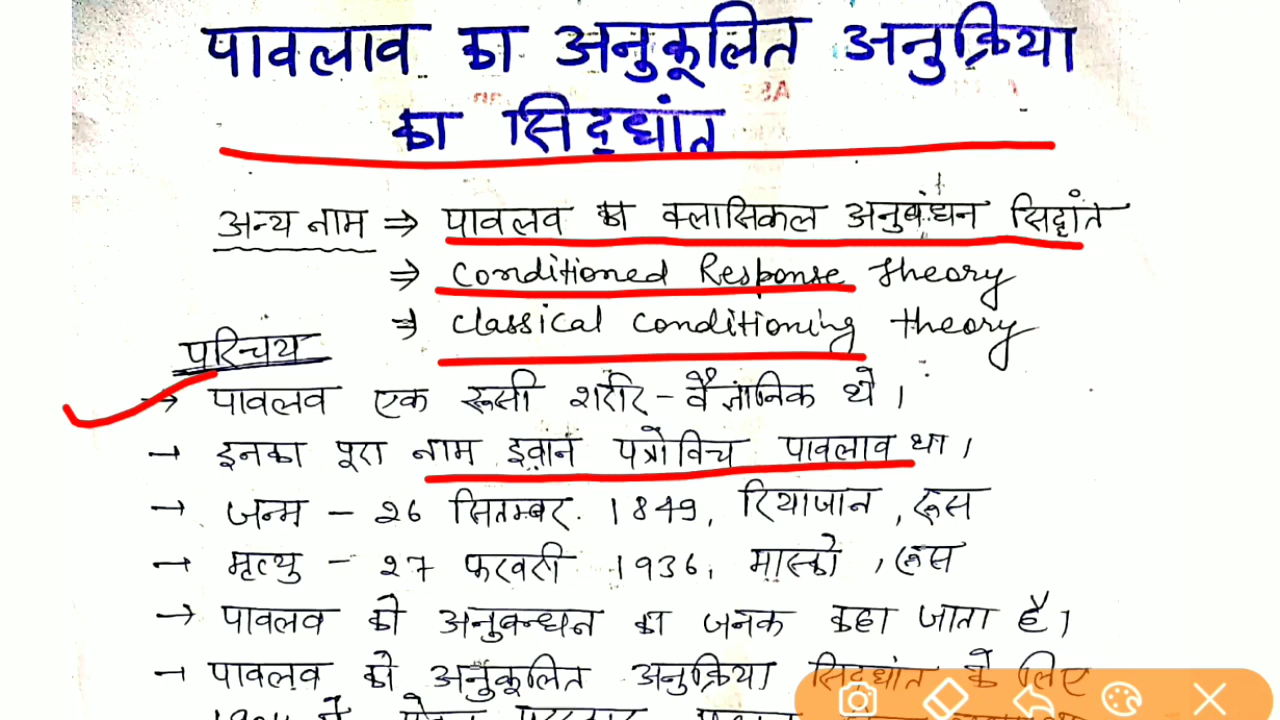 पावलाव का अनुकूलित अनुक्रिया
का सिद्धांत
अन्य नाम ⇒ पावलव का क्लासिकल अनुबंधन सिद्धांत
⇒ Conditioned Response theory
⇒ classical conditioning theory
परिचय
→ पावलव एक रूसी शरीर - वैज्ञानिक थे।
→ इनका पूरा नाम इवान पत्रोविच पावलाव था।
→ जन्म - 26 सितम्बर. 1849, रियाजान, रूस
→ मृत्यु - 27 फरवरी 1936, मास्को, रूस
→ पावलव को अनुबन्धन का जनक कहा जाता है।
→ पावलव को अनुकूलित अनुक्रिया सिद्धांत के लिए